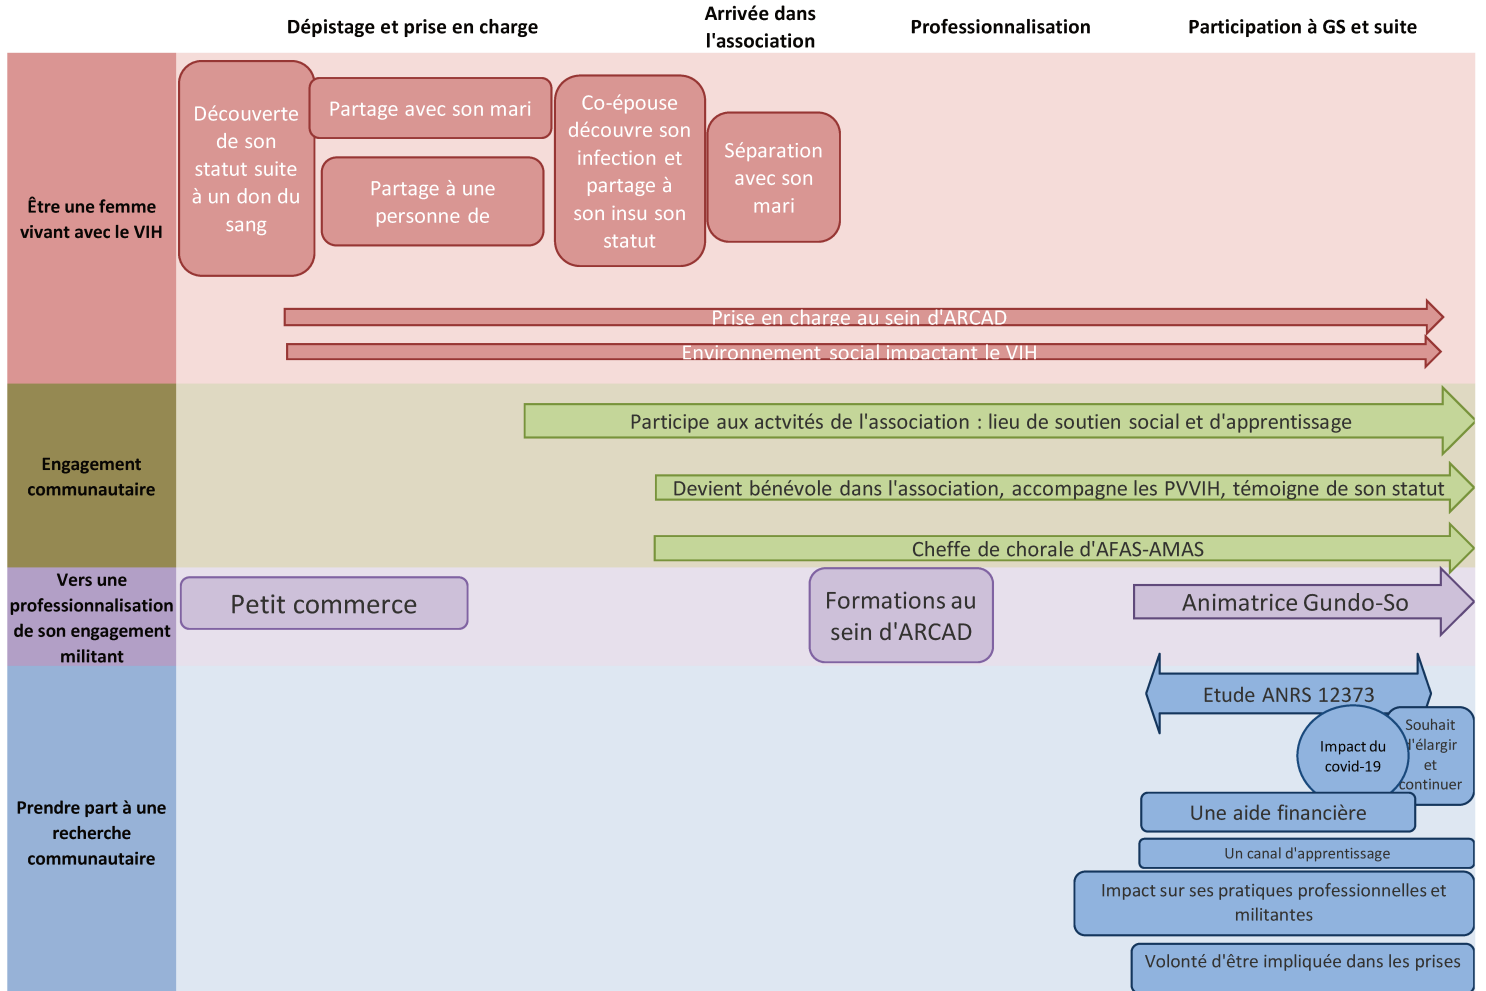 Dépistage et prise en charge
Arrivée dans
l'association
Professionnalisation
Participation à GS et suite
Être une femme
vivant avec le VIH
Découverte
de son
statut suite
à un don du
sang
Partage avec son mari
Partage à une
personne de
Co-épouse
découvre son
infection et
partage à
son insu son
statut
Séparation
avec son
mari
Prise en charge au sein d'ARCAD
Environnement social impactant le VIH
Engagement
communautaire
Participe aux actvités de l'association : lieu de soutien social et d'apprentissage
Devient bénévole dans l'association, accompagne les PVVIH, témoigne de son statut
Cheffe de chorale d'AFAS-AMAS
Vers une
professionnalisation
de son engagement
militant
Petit commerce
Formations au
sein d'ARCAD
Animatrice Gundo-So
Prendre part à une
recherche
communautaire
Etude ANRS 12373
Impact du
covid-19
Souhait
d'élargir
et
continuer
Une aide financière
Un canal d'apprentissage
Impact sur ses pratiques professionnelles et
militantes
Volonté d'être impliquée dans les prises